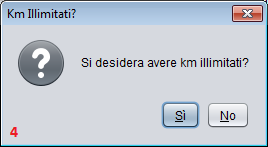 Km Illimitati?
Si desidera avere km illimitati?
Sì No
4